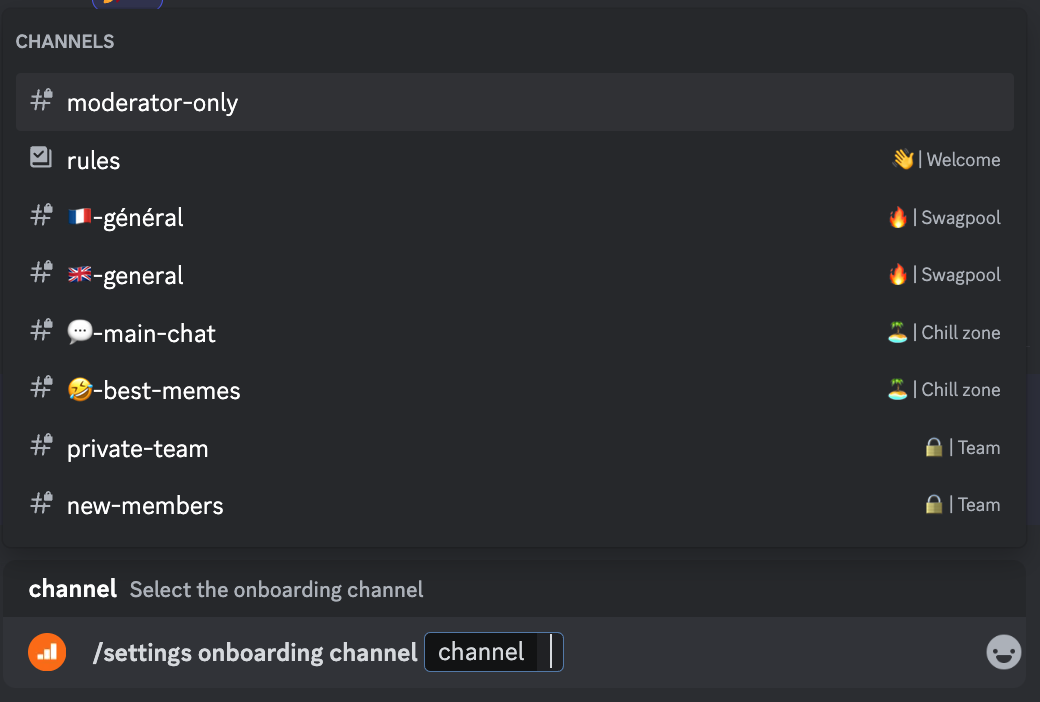 CHANNELS
moderator-only
rules 👋 | Welcome
🇫🇷-général 🔥 | Swagpool
🇬🇧-general 🔥 | Swagpool
💬-main-chat 🏝️ | Chill zone
🤣-best-memes 🏝️ | Chill zone
private-team 🔒 | Team
new-members 🔒 | Team
channel Select the onboarding channel
/settings onboarding channel channel